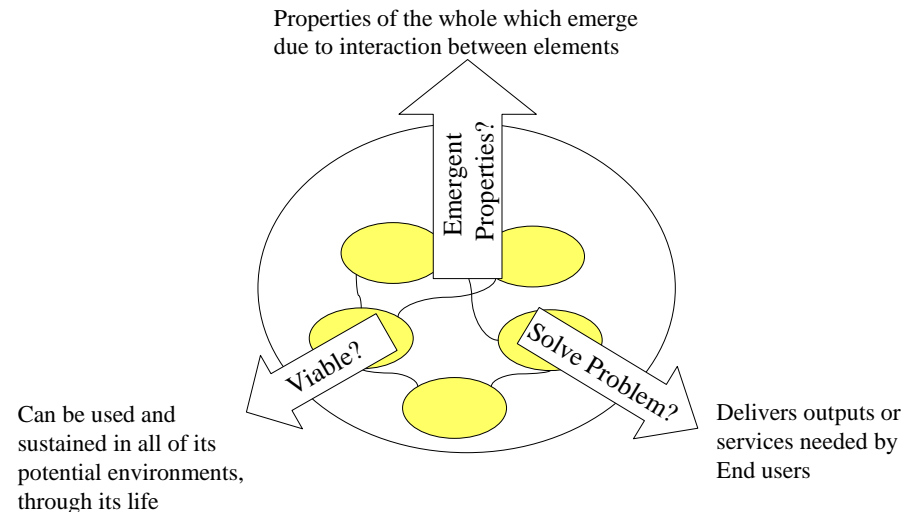 Properties of the whole which emerge
due to interaction between elements
Emergent
Properties?
Viable?
Solve Problem?
Can be used and
sustained in all of its
potential environments,
through its life
Delivers outputs or
services needed by
End users